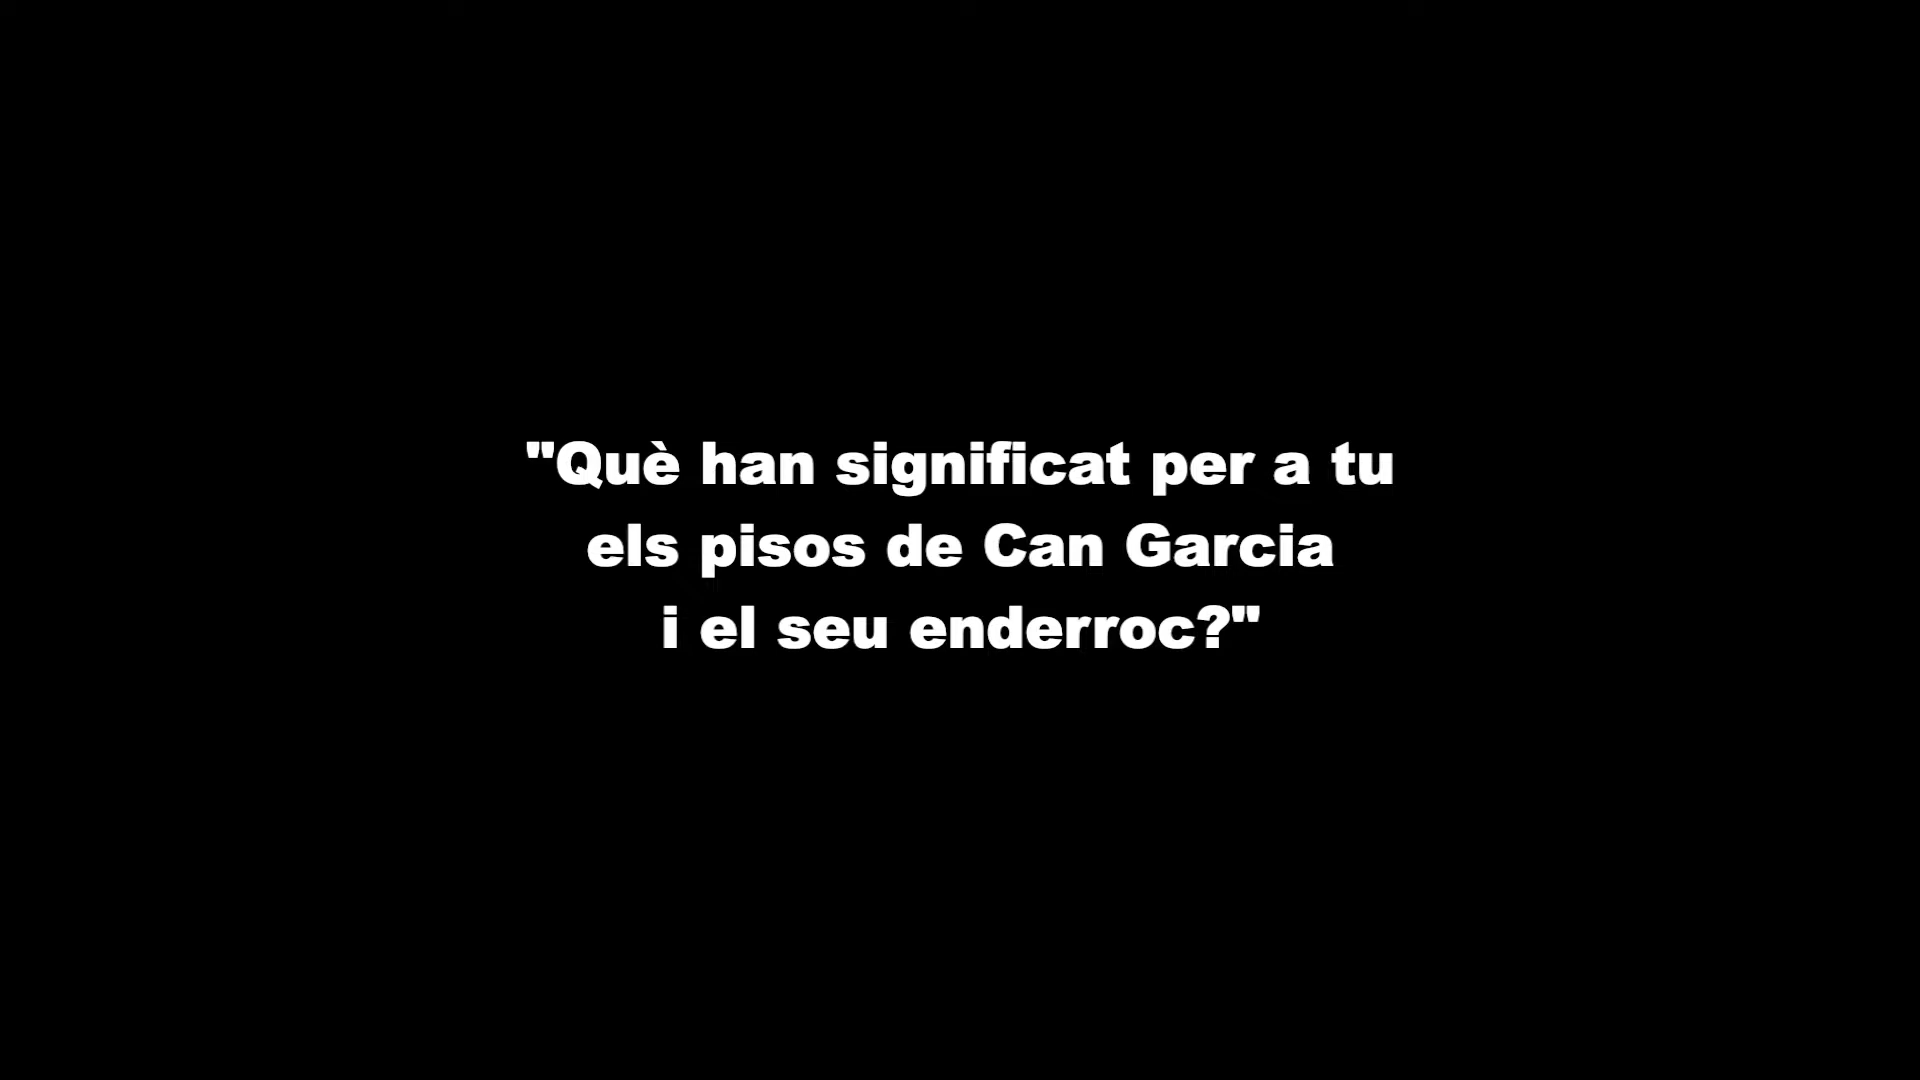 "Què han significat per a tu
els pisos de Can Garcia
i el seu enderroc?"